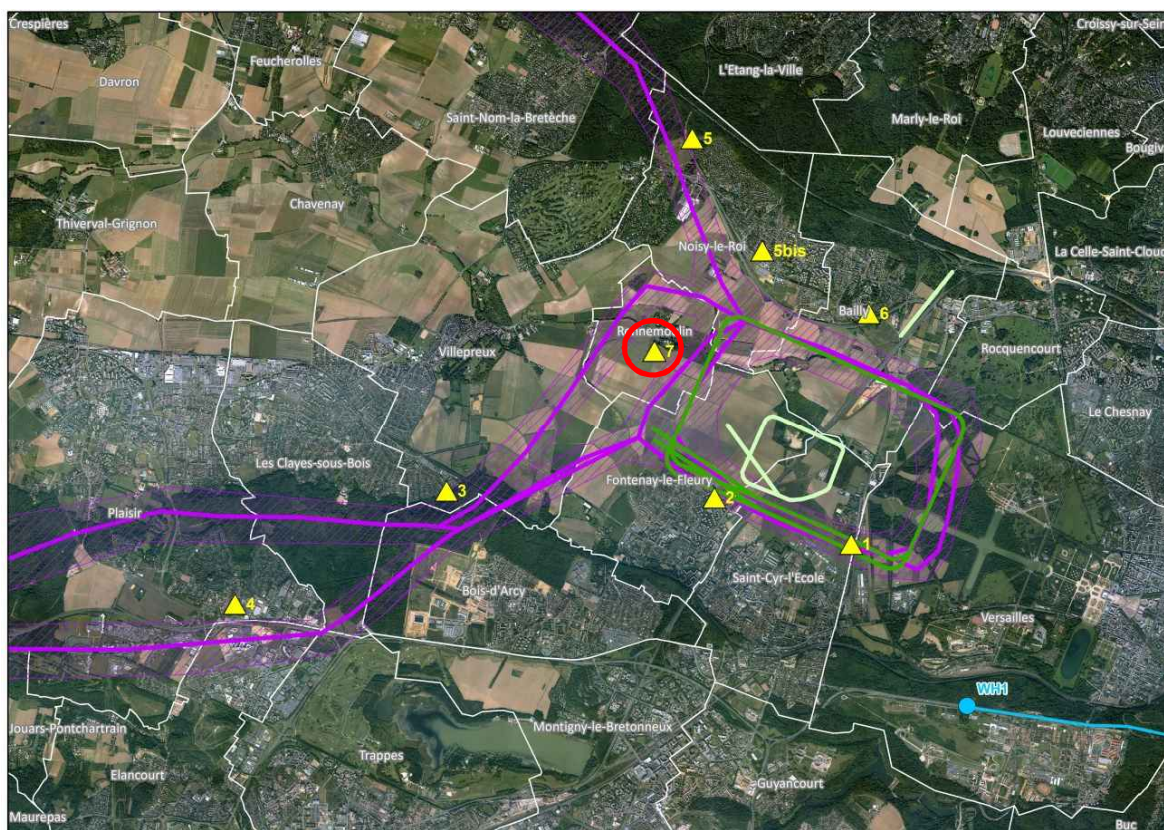 Crespières
Croissy-sur-Sein
Feucherolles
L'Etang-la-Ville
Davron
Saint-Nom-la-Bretèche
Marly-le-Roi
Louveciennes
5
Bougiv
Chavenay
Thiverval-Grignon
Noisy-le-Roi
5bis
La Celle-Saint-Cloud
Bailly
6
Rennemoulin
7
Villepreux
Rocquencourt
Le Chesnay
Les Clayes-sous-Bois
Fontenay-le-Fleury
3
2
Plaisir
1
Saint-Cyr-l'Ecole
Bois-d'Arcy
4
Versailles
WH1
Jouars-Pontchartrain
Montigny-le-Bretonneux
Trappes
Elancourt
Guyancourt
Maurepas
Buc